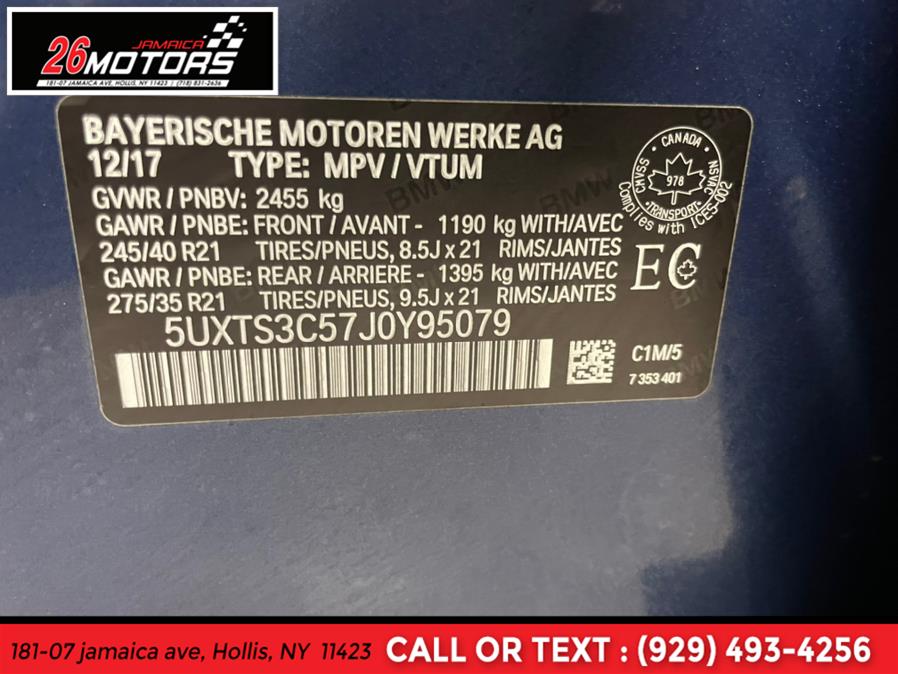 JAMAICA
26MOTORS
181-07 JAMAICA AVE, HOLLIS, NY 11423 | (718) 831-2636
BAYERISCHE MOTOREN WERKE AG
12/17 TYPE: MPV / VTUM
GVWR / PNBV: 2455 kg
GAWR / PNBE: FRONT / AVANT - 1190 kg WITH/AVEC
245/40 R21 TIRES/PNEUS, 8.5J x 21 RIMS/JANTES
GAWR / PNBE: REAR / ARRIERE - 1395 kg WITH/AVEC
275/35 R21 TIRES/PNEUS, 9.5J x 21 RIMS/JANTES
5UXTS3C57J0Y95079
CANADA
CMVSS
NSVAC
978
TRANSPORT
Complies with ICES-002
EC
C1M/5
7 353 401
BMW
181-07 jamaica ave, Hollis, NY 11423
CALL OR TEXT : (929) 493-4256